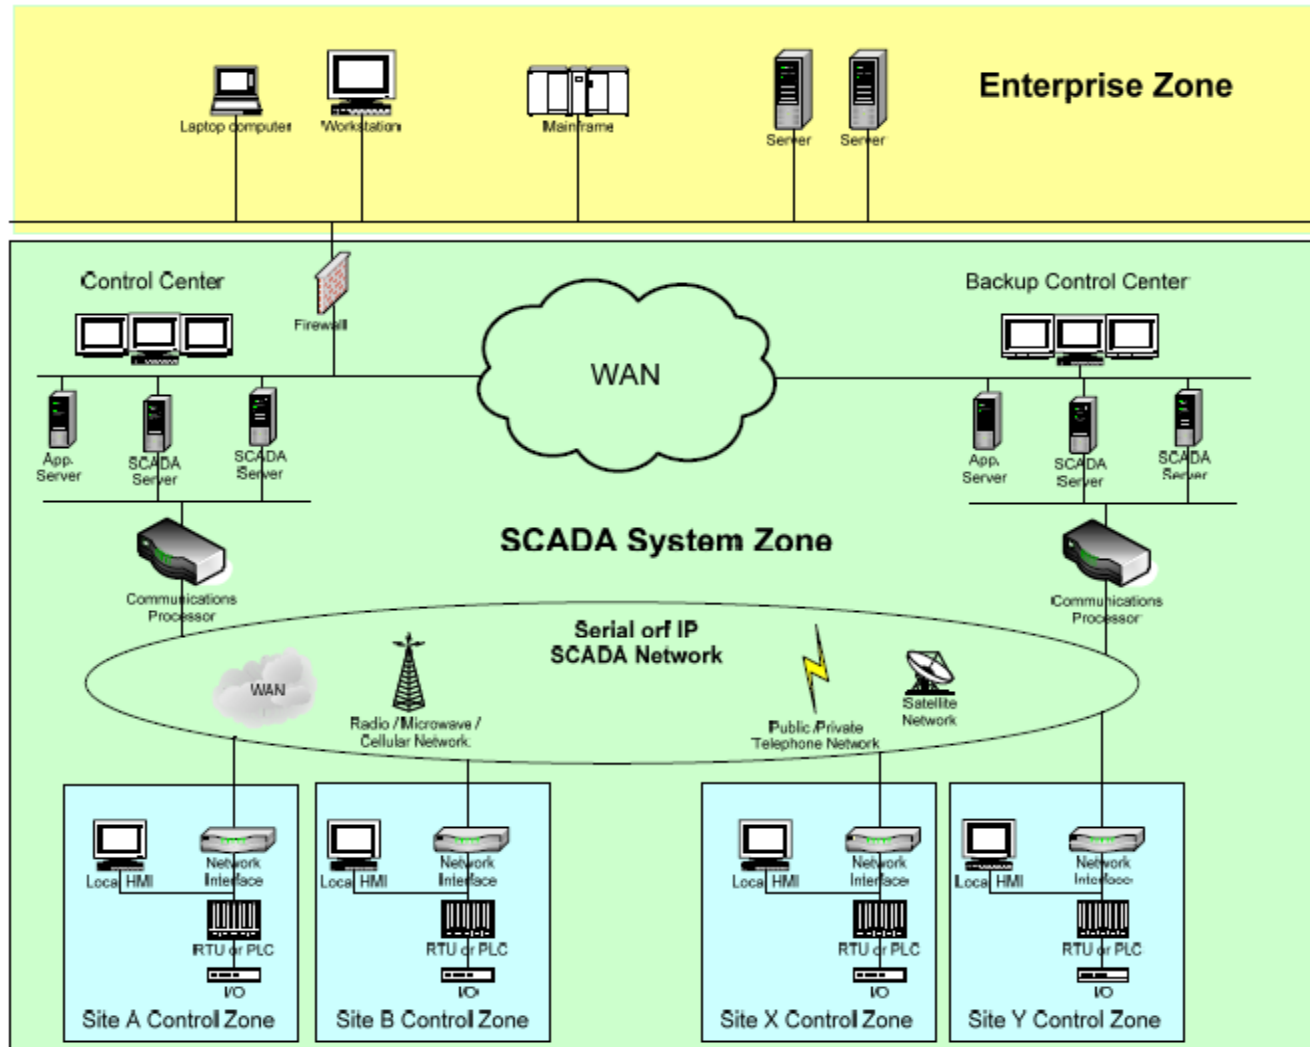 Enterprise Zone
Laptop computer
Workstation
Mainframe
Server
Server
Control Center
Firewall
WAN
Backup Control Center
App.
Server
SCADA
Server
SCADA
Server
App.
Server
SCADA
Server
SCADA
Server
SCADA System Zone
Communications
Processor
Communications
Processor
Serial orf IP
SCADA Network
WAN
Radio / Microwave /
Cellular Network
Public /Private
Telephone Network
Satellite
Network
Local HMI
Network
Interface
RTU or PLC
I/O
Site A Control Zone
Local HMI
Network
Interface
RTU or PLC
I/O
Site B Control Zone
Local HMI
Network
Interface
RTU or PLC
I/O
Site X Control Zone
Local HMI
Network
Interface
RTU or PLC
I/O
Site Y Control Zone